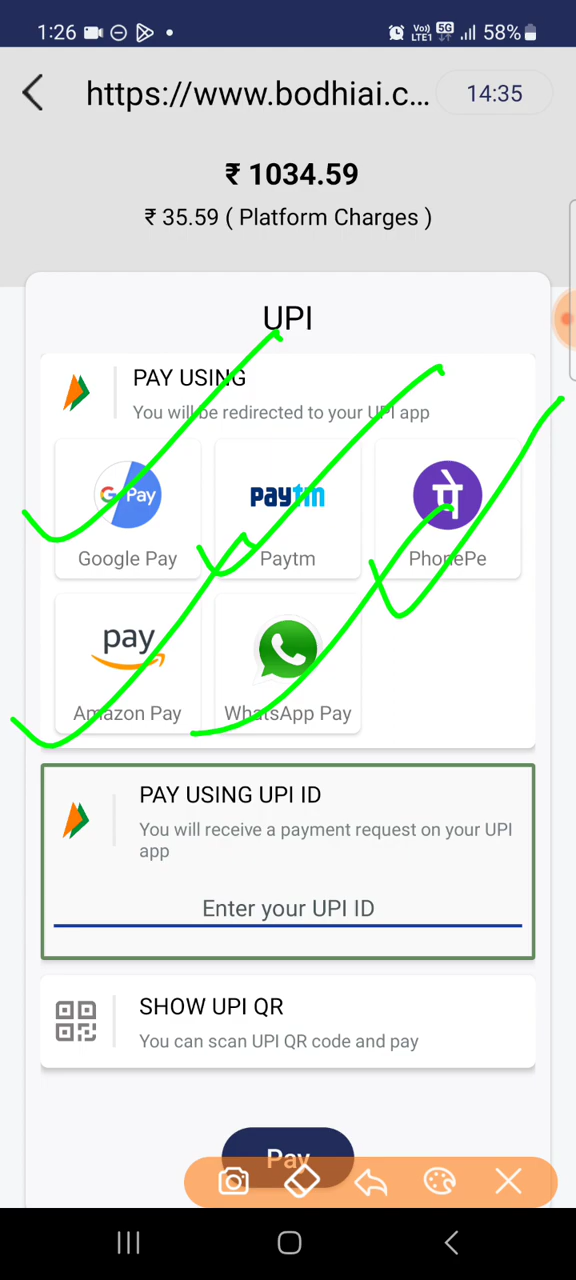 1:26
Vo))
LTE1
5G
58%
https://www.bodhiai.c...
14:35
₹ 1034.59
₹ 35.59 ( Platform Charges )
UPI
PAY USING
You will be redirected to your UPI app
G Pay
paytm
पे
Google Pay
Paytm
PhonePe
pay
Amazon Pay
WhatsApp Pay
PAY USING UPI ID
You will receive a payment request on your UPI
app
Enter your UPI ID
SHOW UPI QR
You can scan UPI QR code and pay
Pay